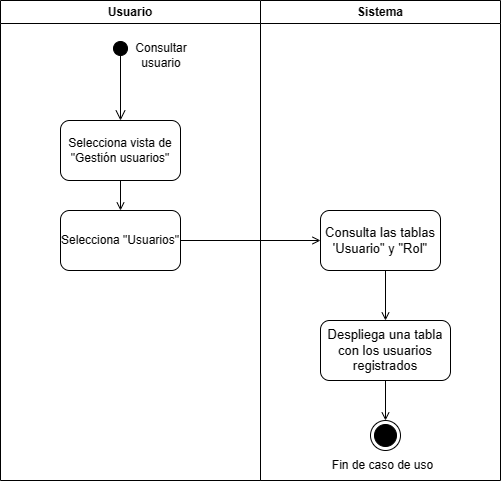 Usuario
Sistema
Consultar
usuario
Selecciona vista de
"Gestión usuarios"
Selecciona "Usuarios"
Consulta las tablas
'Usuario" y "Rol"
Despliega una tabla
con los usuarios
registrados
Fin de caso de uso